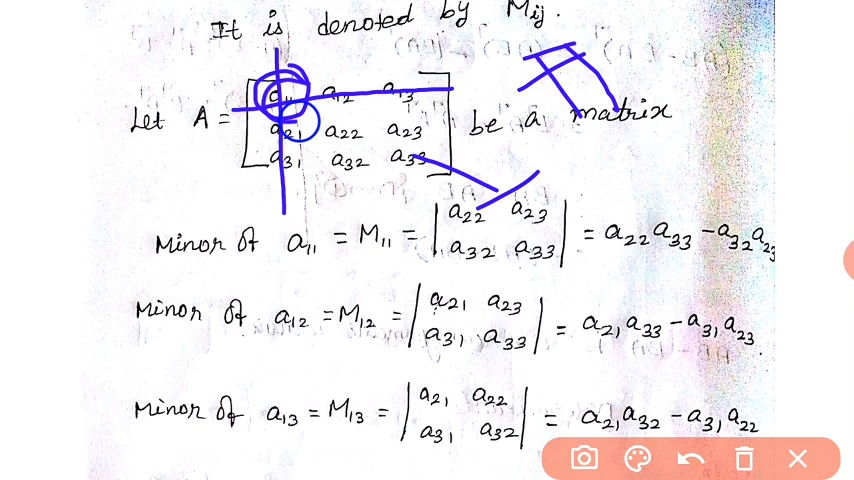 It is denoted by Mij.
Let A = [a11 a12 a13
a21 a22 a23
a31 a32 a33] be a matrix
Minor of a11 = M11 = |a22 a23
a32 a33| = a22a33 - a32a23
Minor of a12 = M12 = |a21 a23
a31 a33| = a21a33 - a31a23.
Minor of a13 = M13 = |a21 a22
a31 a32| = a21a32 - a31a22